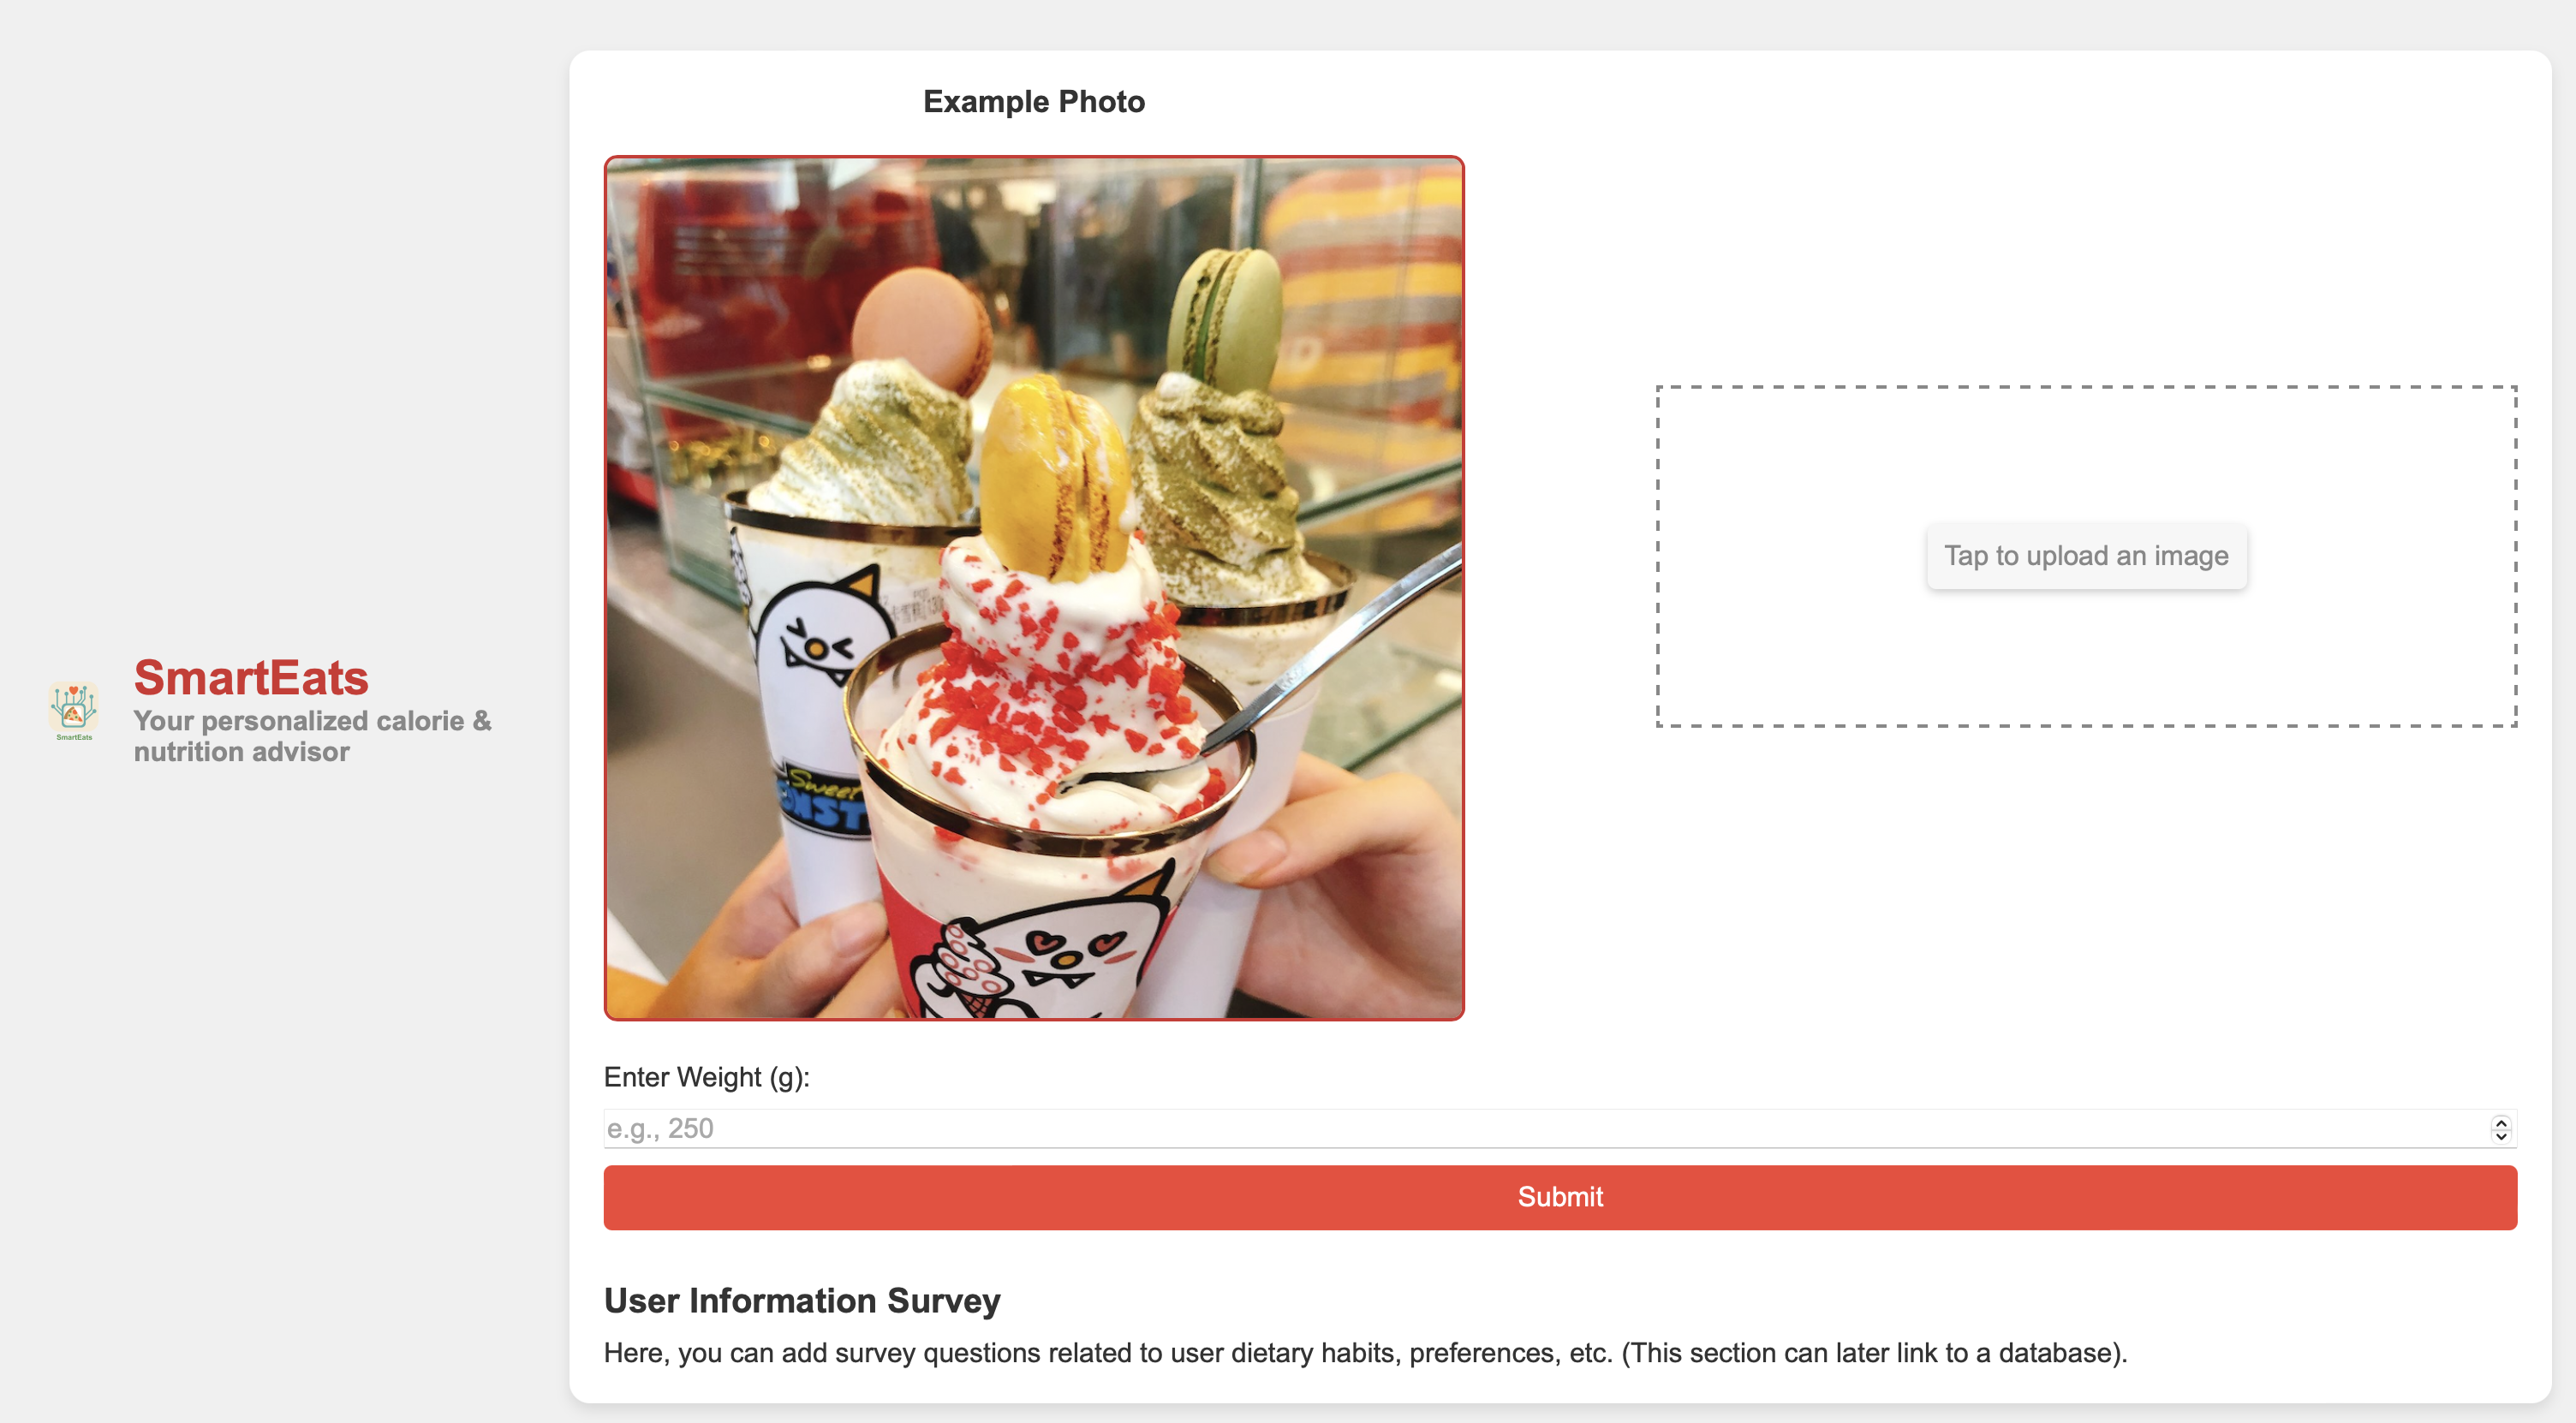 Example Photo
Sweet
SmartEats
SmartEats
Your personalized calorie &
nutrition advisor
Tap to upload an image
Enter Weight (g):
e.g., 250
Submit
User Information Survey
Here, you can add survey questions related to user dietary habits, preferences, etc. (This section can later link to a database).